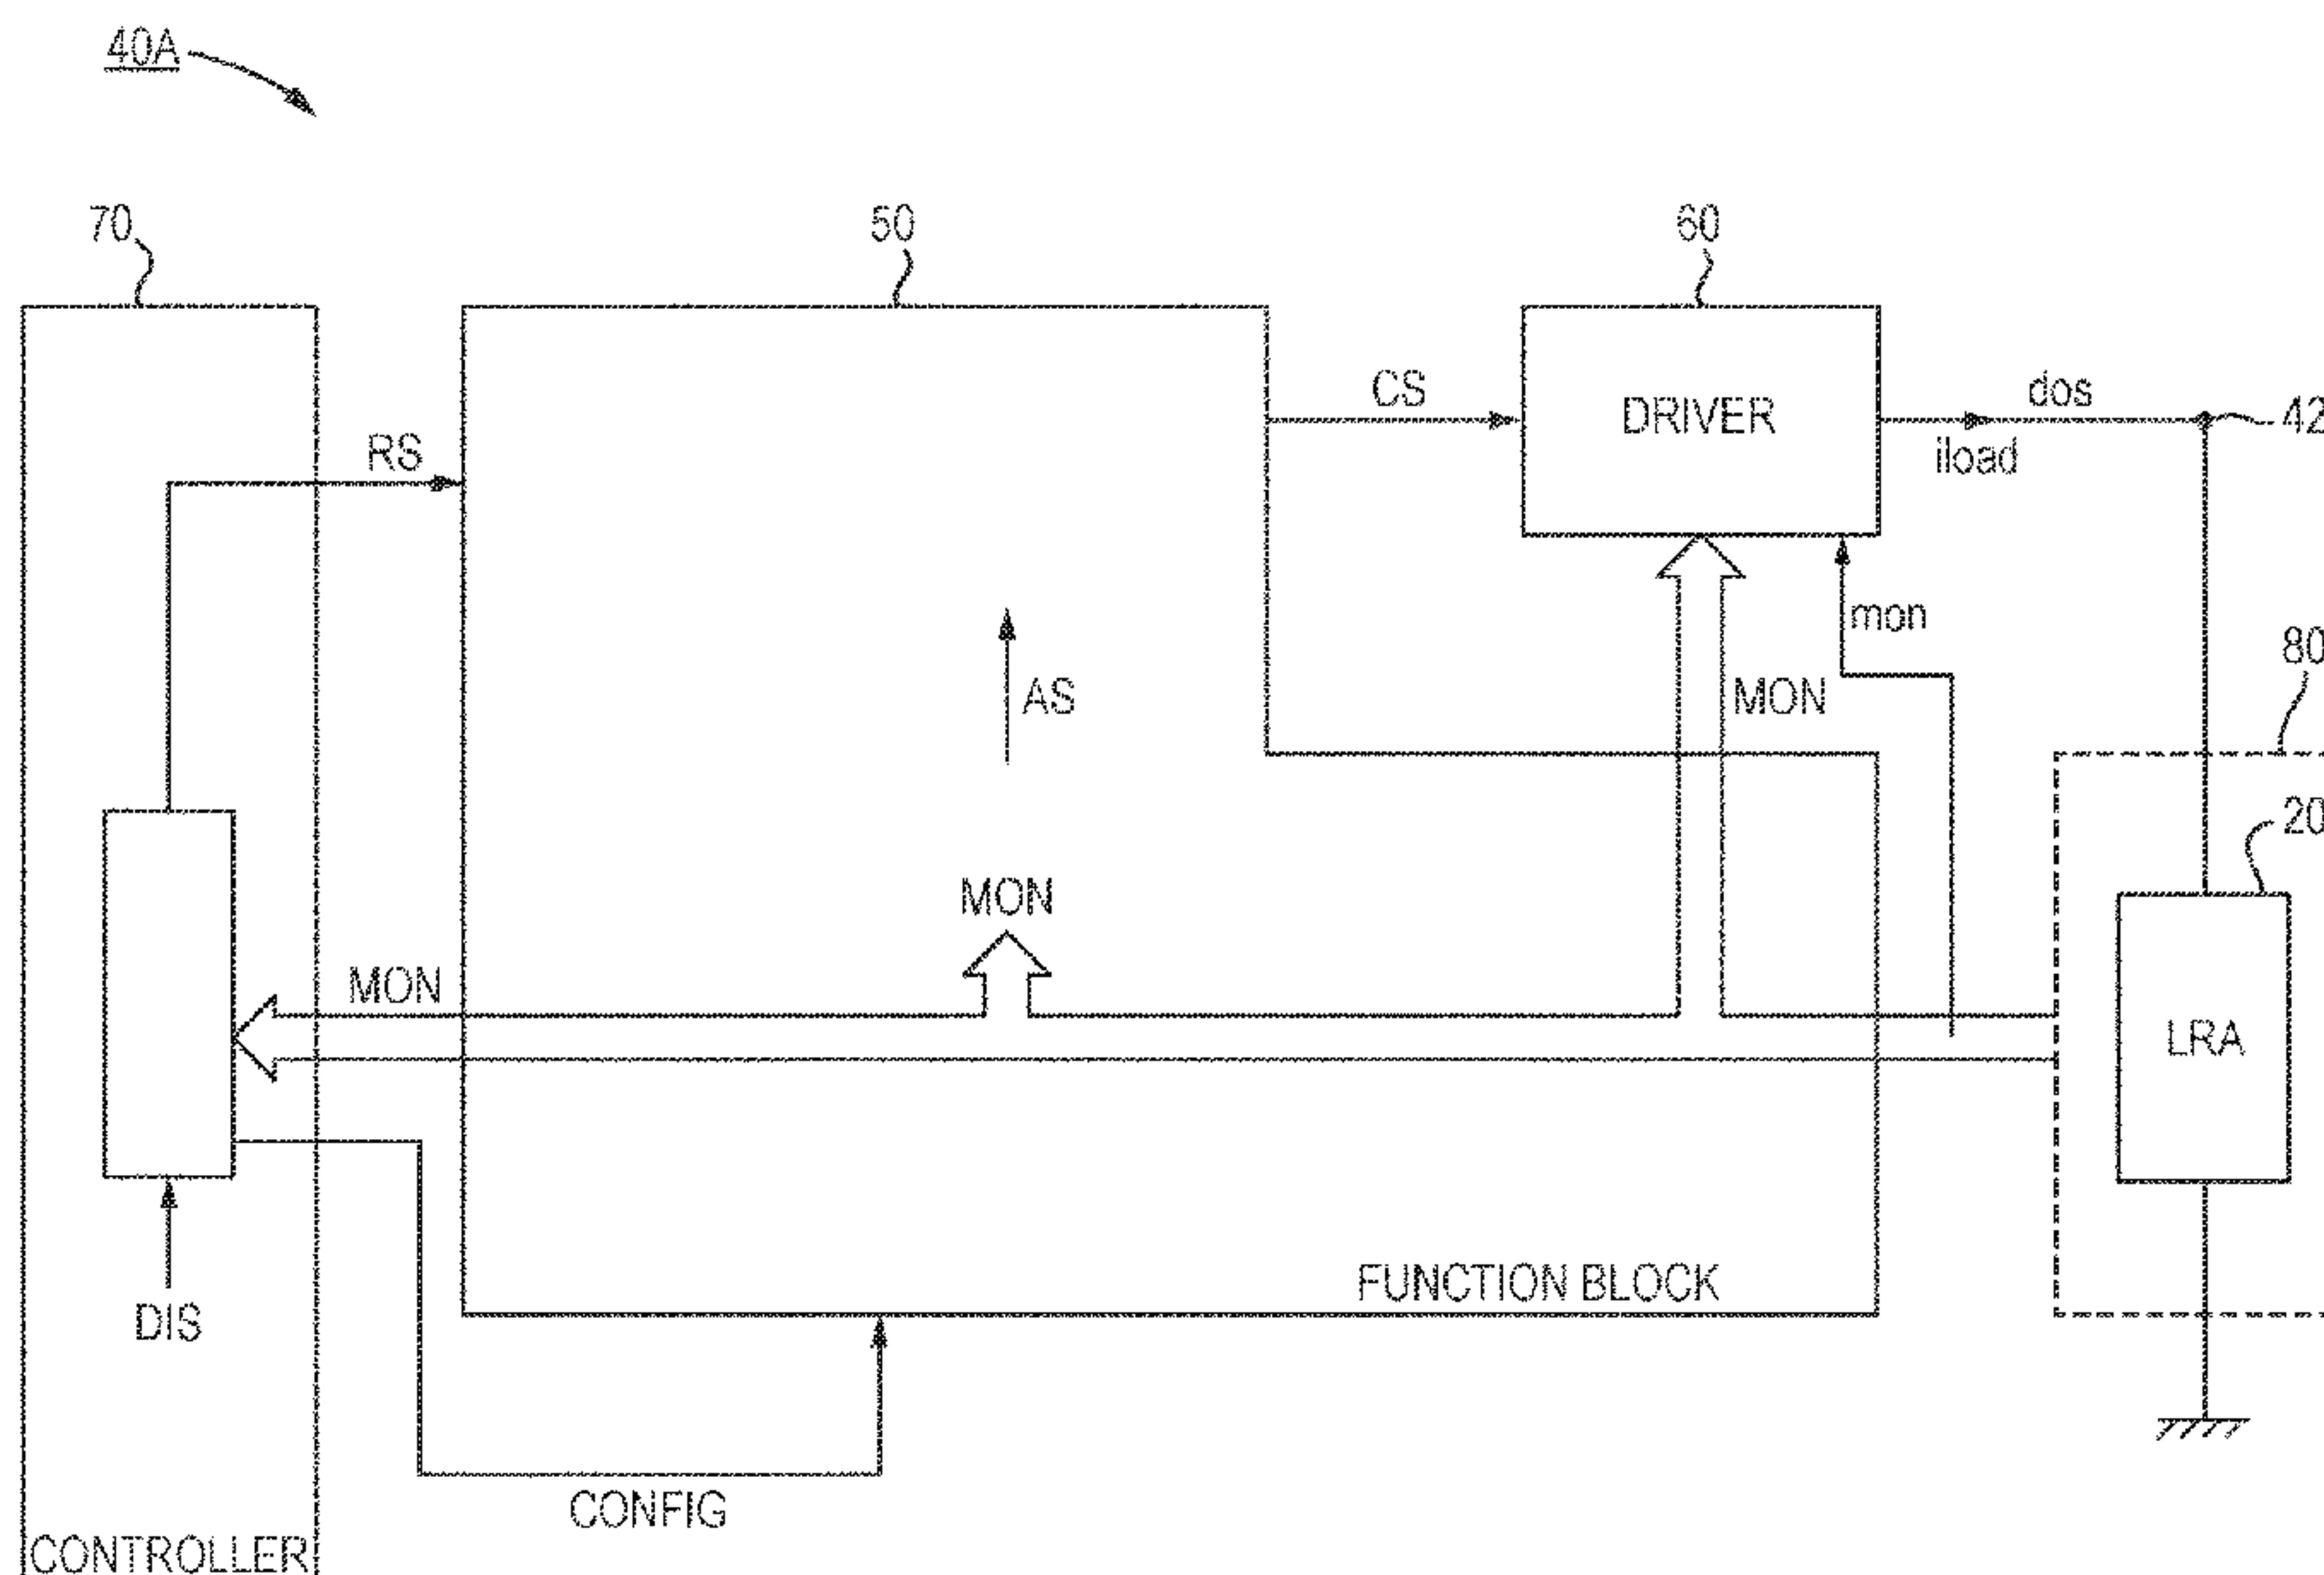 40A
70
50
60
CS
DRIVER
dos
42
iload
RS
mon
80
AS
MON
20
MON
MON
LRA
FUNCTION BLOCK
DIS
CONFIG
CONTROLLER